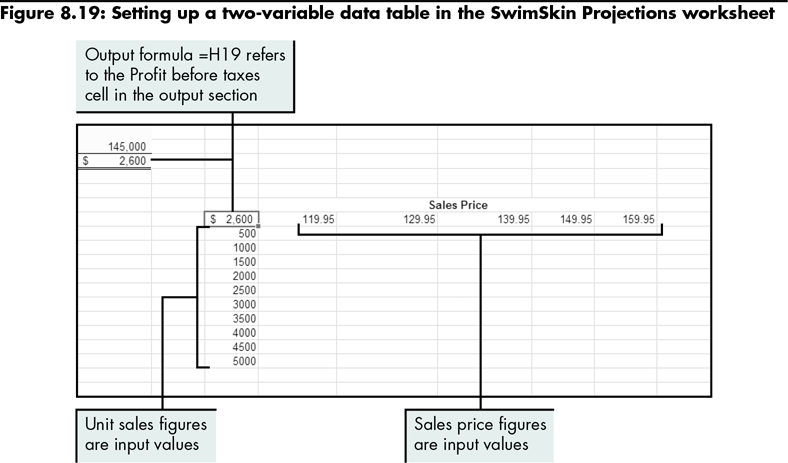 Figure 8.19: Setting up a two-variable data table in the SwimSkin Projections worksheet
Output formula =H19 refers
to the Profit before taxes
cell in the output section
145,000
$ 2,600
Sales Price
$ 2,600 119.95 129.95 139.95 149.95 159.95
500
1000
1500
2000
2500
3000
3500
4000
4500
5000
Unit sales figures
are input values
Sales price figures
are input values